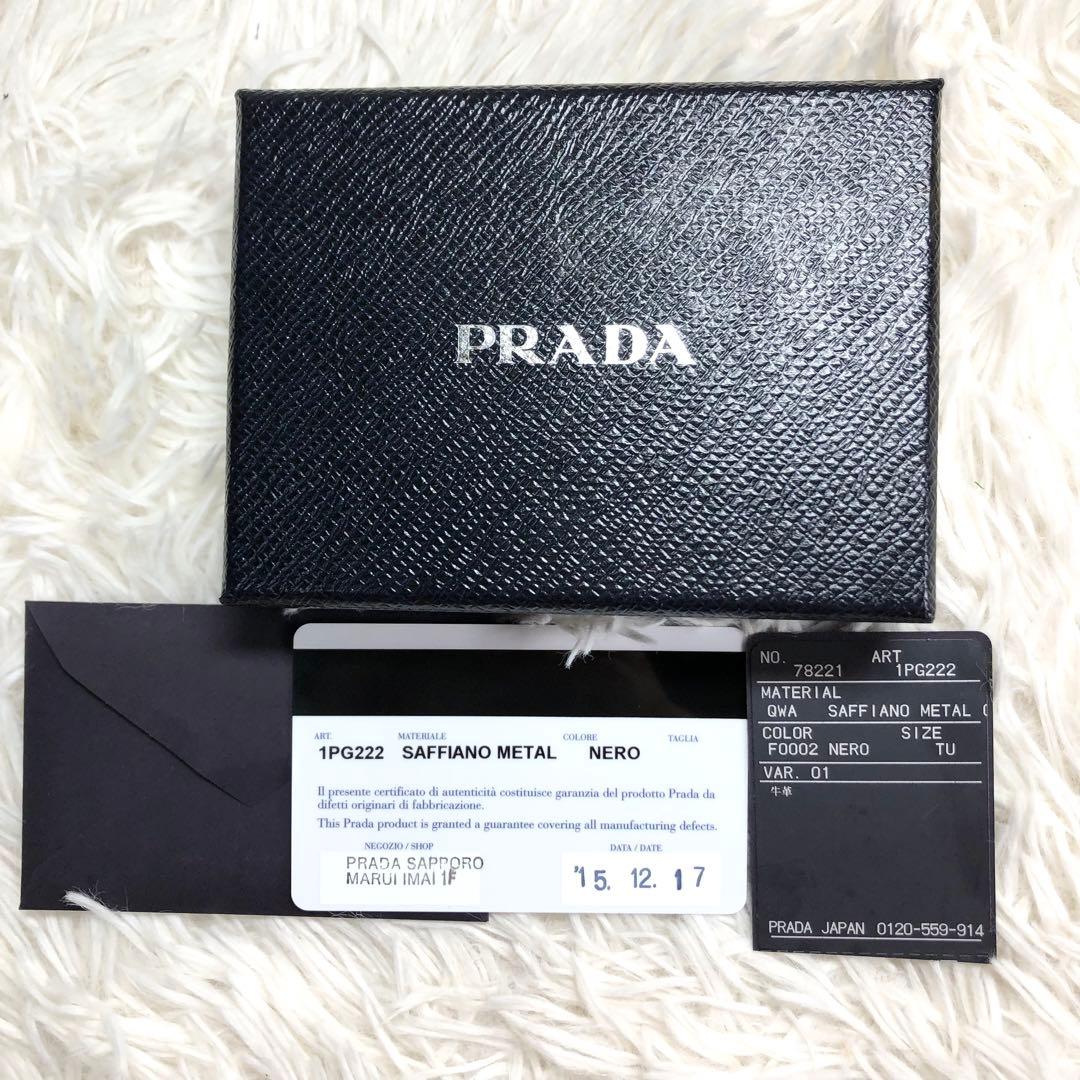 PRADA
ART. MATERIALE COLORE TAGLIA
1PG222 SAFFIANO METAL NERO
Il presente certificato di autenticità costituisce garanzia del prodotto Prada da
difetti originari di fabbricazione.
This Prada product is granted a guarantee covering all manufacturing defects.
NEGOZIO / SHOP DATA / DATE
PRADA SAPPORO
MARUI IMAI 1F
'15. 12. 17
NO. 78221 ART 1PG222
MATERIAL
QWA SAFFIANO METAL
COLOR SIZE
F0002 NERO TU
VAR. 01
牛革
PRADA JAPAN 0120-559-914